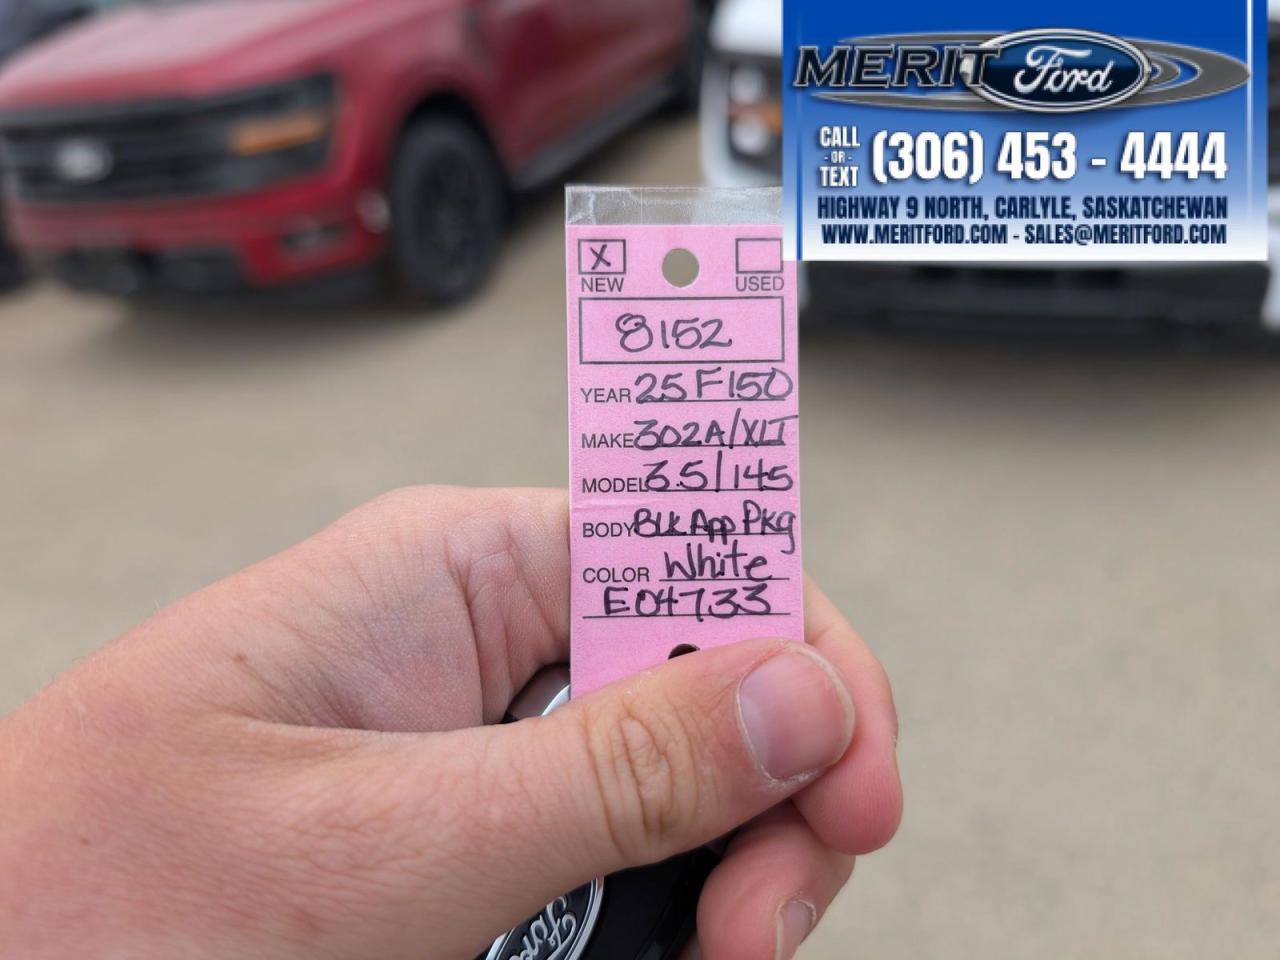 MERIT Ford
CALL
- OR -
TEXT
(306) 453 - 4444
HIGHWAY 9 NORTH, CARLYLE, SASKATCHEWAN
WWW.MERITFORD.COM - SALES@MERITFORD.COM
X
NEW
USED
8152
YEAR 25 F150
MAKE 302A/XLT
MODEL 3.5/145
BODY Blk App Pkg
COLOR White
E04733
Ford